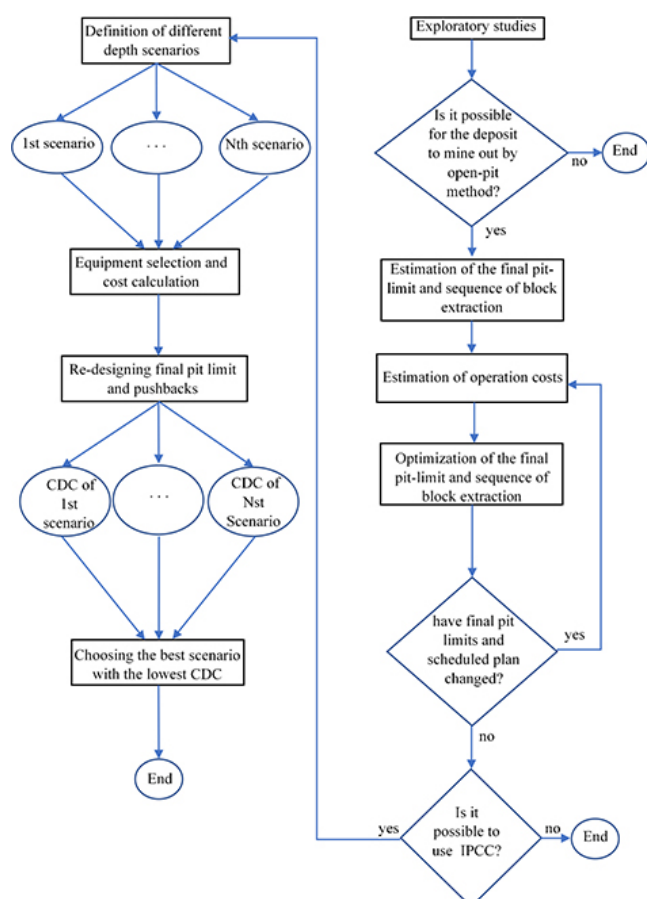 Definition of different
depth scenarios
1st scenario
. . .
Nth scenario
Equipment selection and
cost calculation
Re-designing final pit limit
and pushbacks
CDC of
1st
scenario
. . .
CDC of
Nst
Scenario
Choosing the best scenario
with the lowest CDC
End
Exploratory studies
Is it possible
for the deposit
to mine out by
open-pit
method?
no
End
yes
Estimation of the final pit-
limit and sequence of block
extraction
Estimation of operation costs
Optimization of the final
pit-limit and sequence of
block extraction
have final pit
limits and
scheduled plan
changed?
yes
no
Is it
possible to
use IPCC?
yes
no
End